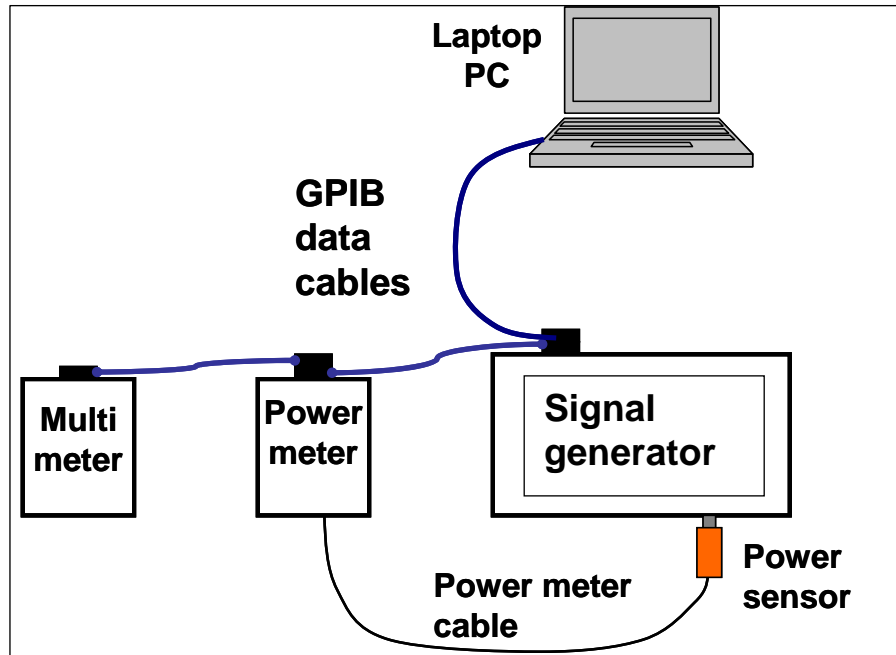 Laptop
PC
GPIB
data
cables
Multi
meter
Power
meter
Signal
generator
Power meter
cable
Power
sensor